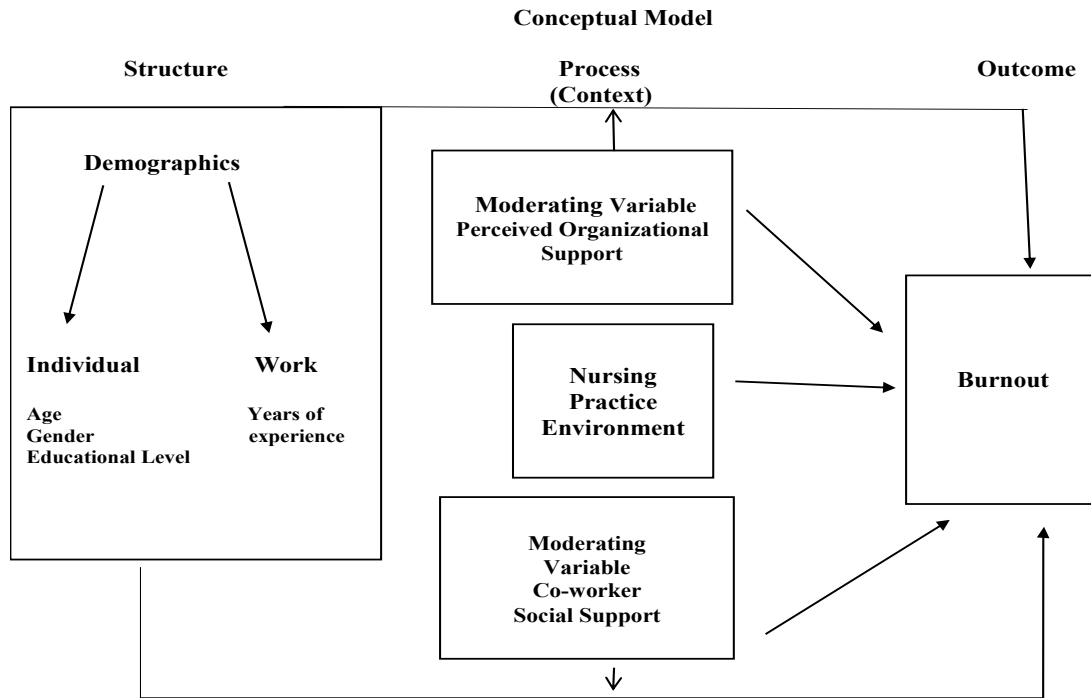 Conceptual Model
Structure
Process
(Context)
Outcome
Demographics
Individual
Work
Age
Gender
Educational Level
Years of
experience
Moderating Variable
Perceived Organizational
Support
Nursing
Practice
Environment
Moderating
Variable
Co-worker
Social Support
Burnout